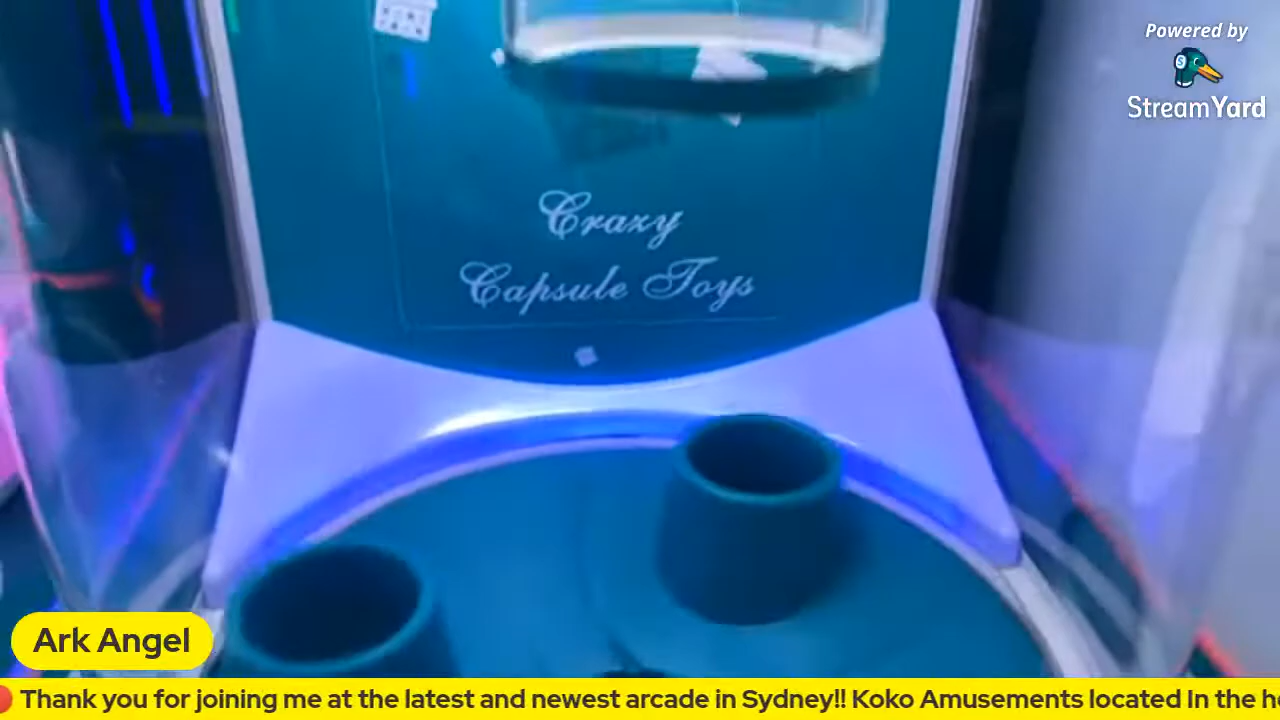 Powered by
StreamYard
Crazy
Capsule Toys
Ark Angel
Thank you for joining me at the latest and newest arcade in Sydney!! Koko Amusements located In the